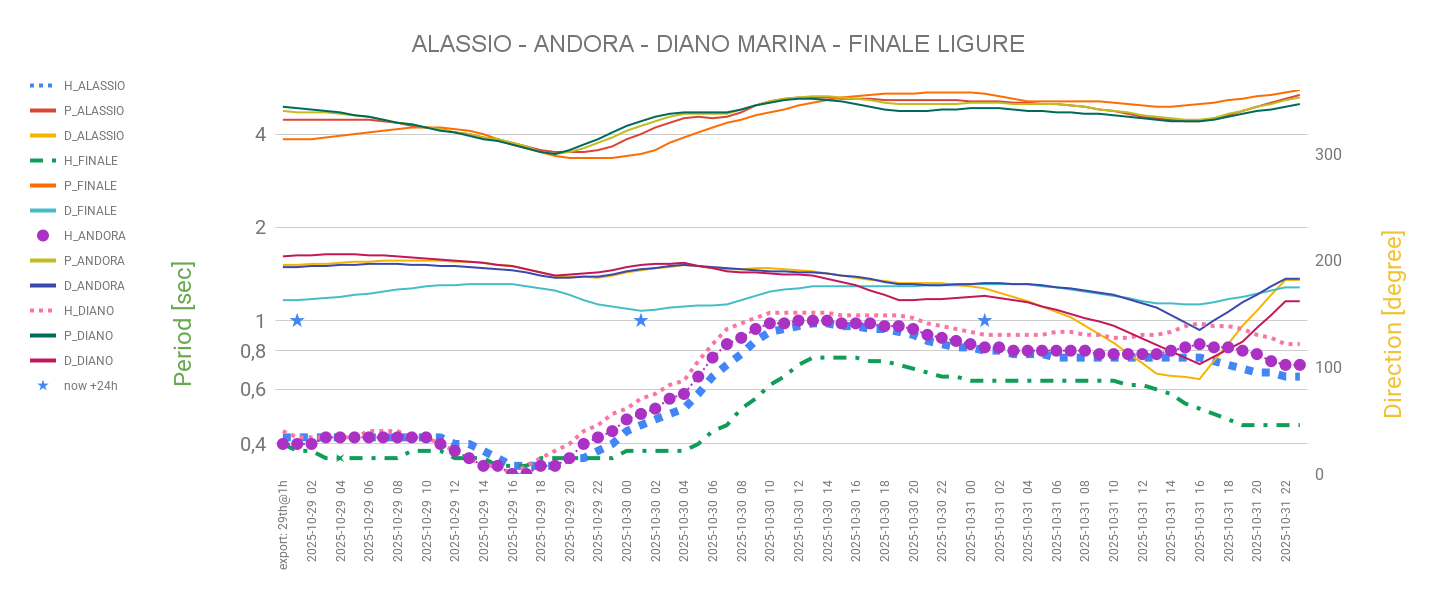 ALASSIO - ANDORA - DIANO MARINA - FINALE LIGURE
H_ALASSIO
P_ALASSIO
D_ALASSIO
H_FINALE
P_FINALE
D_FINALE
H_ANDORA
P_ANDORA
D_ANDORA
H_DIANO
P_DIANO
D_DIANO
now +24h
Period [sec]
4
2
1
0,8
0,6
0,4
300
200
100
0
Direction [degree]
export: 29th@1h
2025-10-29 02
2025-10-29 04
2025-10-29 06
2025-10-29 08
2025-10-29 10
2025-10-29 12
2025-10-29 14
2025-10-29 16
2025-10-29 18
2025-10-29 20
2025-10-29 22
2025-10-30 00
2025-10-30 02
2025-10-30 04
2025-10-30 06
2025-10-30 08
2025-10-30 10
2025-10-30 12
2025-10-30 14
2025-10-30 16
2025-10-30 18
2025-10-30 20
2025-10-30 22
2025-10-31 00
2025-10-31 02
2025-10-31 04
2025-10-31 06
2025-10-31 08
2025-10-31 10
2025-10-31 12
2025-10-31 14
2025-10-31 16
2025-10-31 18
2025-10-31 20
2025-10-31 22